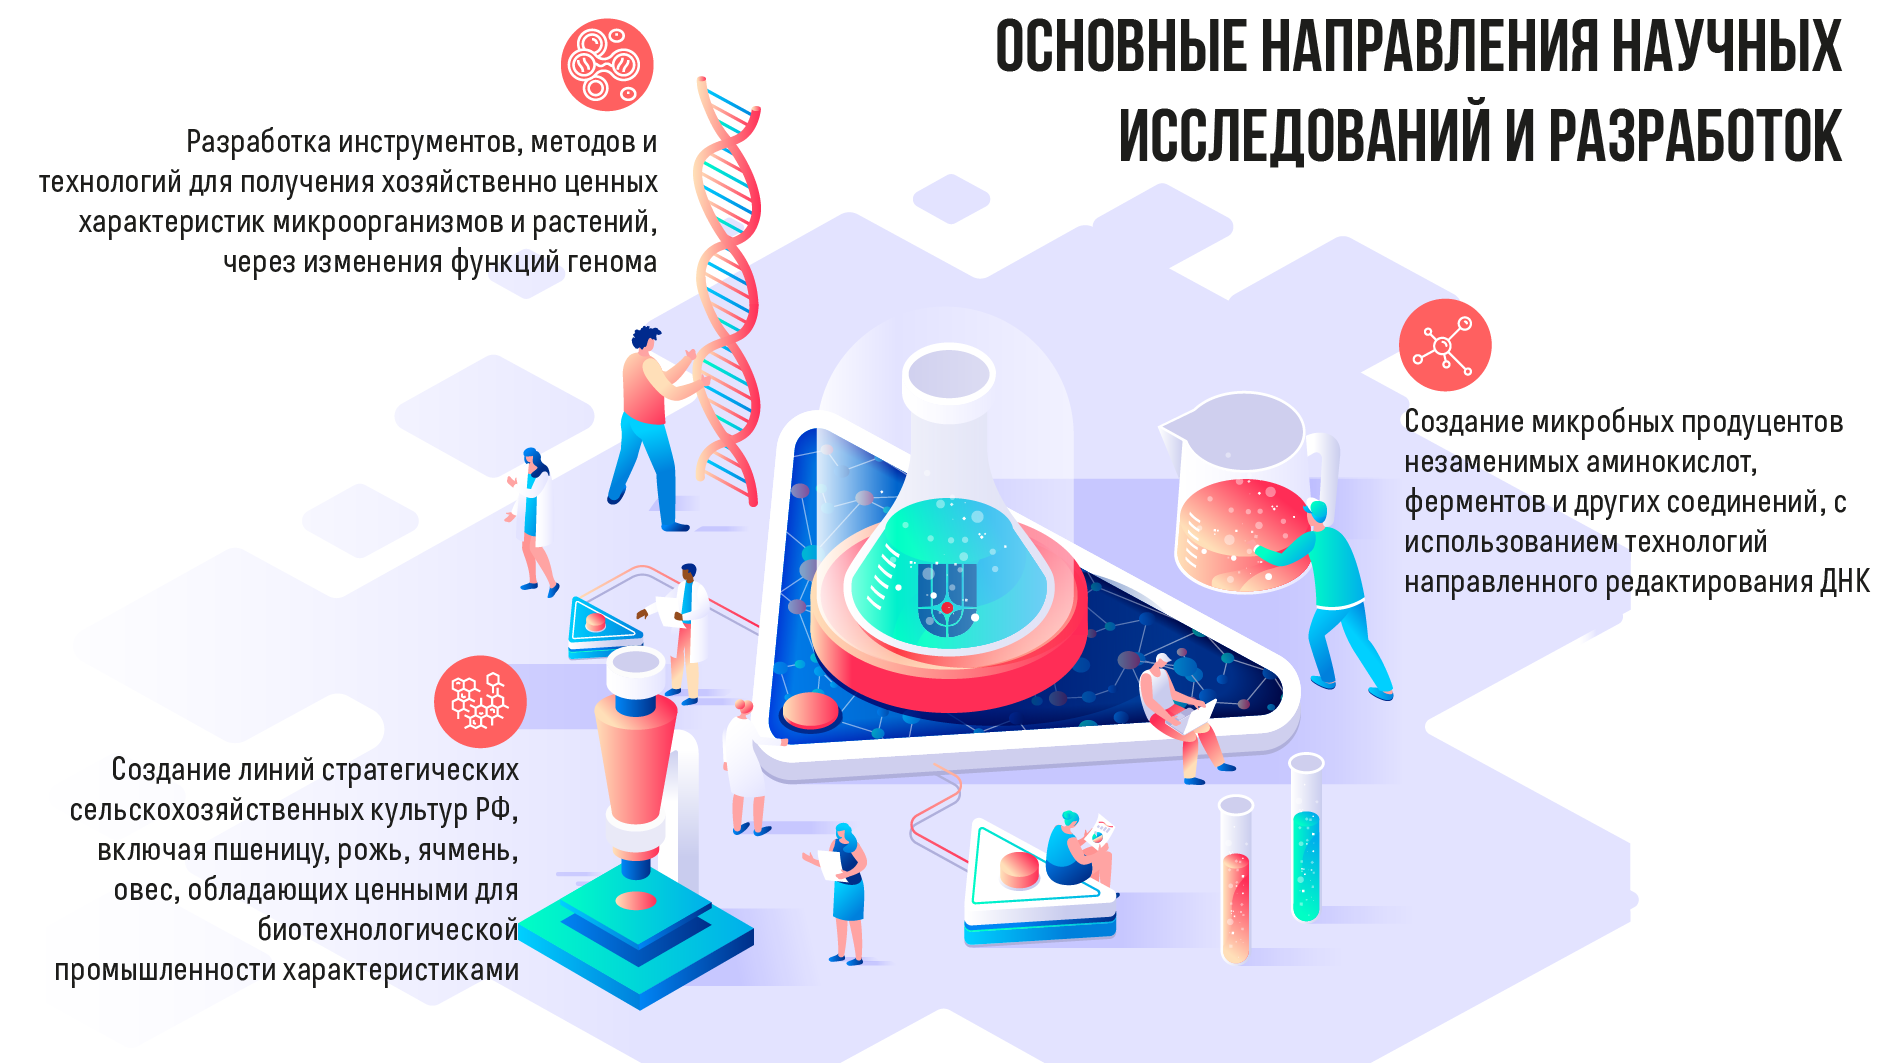 ОСНОВНЫЕ НАПРАВЛЕНИЯ НАУЧНЫХ
ИССЛЕДОВАНИЙ И РАЗРАБОТОК
Разработка инструментов, методов и
технологий для получения хозяйственно ценных
характеристик микроорганизмов и растений,
через изменения функций генома
Создание микробных продуцентов
незаменимых аминокислот,
ферментов и других соединений, с
использованием технологий
направленного редактирования ДНК
Создание линий стратегических
сельскохозяйственных культур РФ,
включая пшеницу, рожь, ячмень,
овес, обладающих ценными для
биотехнологической
промышленности характеристиками